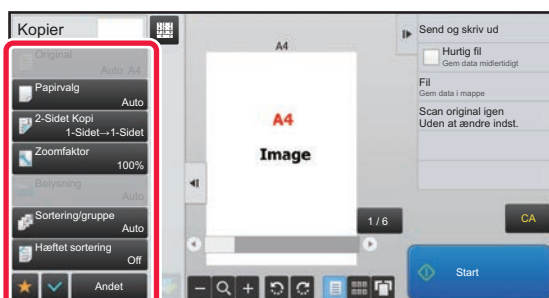 Kopier
Original
Auto A4
Papirvalg
Auto
2-Sidet Kopi
1-Sidet→1-Sidet
Zoomfaktor
100%
Belysning
Auto
Sortering/gruppe
Auto
Hæftet sortering
Off
Andet
A4
A4
Image
1 / 6
Send og skriv ud
Hurtig fil
Gem data midlertidigt
Fil
Gem data i mappe
Scan original igen
Uden at ændre indst.
CA
Start